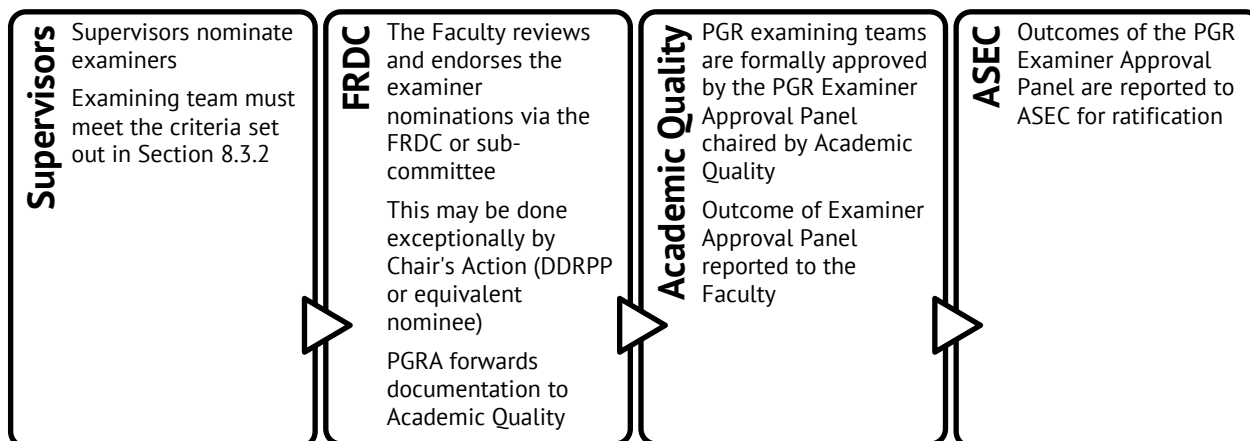 Supervisors
Supervisors nominate
examiners
Examining team must
meet the criteria set
out in Section 8.3.2
FRDC
The Faculty reviews
and endorses the
examiner
nominations via the
FRDC or sub-
committee
This may be done
exceptionally by
Chair's Action (DDRPP
or equivalent
nominee)
PGRA forwards
documentation to
Academic Quality
Academic Quality
PGR examining teams
are formally approved
by the PGR Examiner
Approval Panel
chaired by Academic
Quality
Outcome of Examiner
Approval Panel
reported to the
Faculty
ASEC
Outcomes of the PGR
Examiner Approval
Panel are reported to
ASEC for ratification